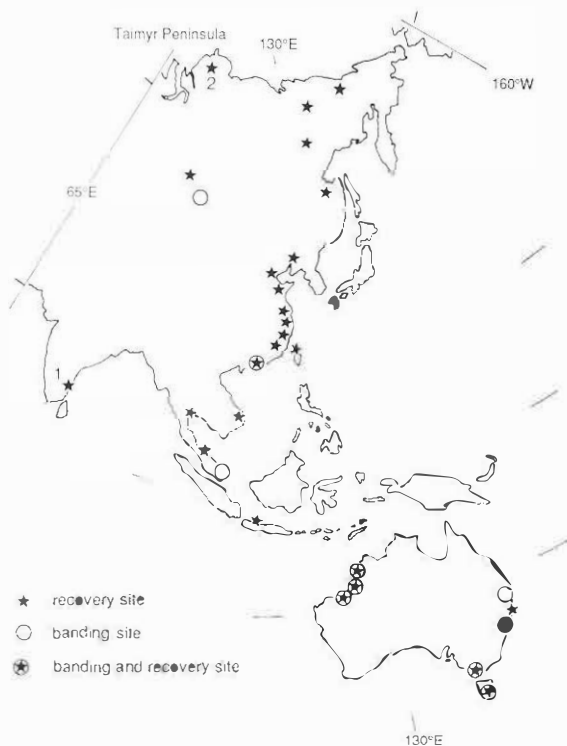 Taimyr Peninsula
130°E
160°W
2
65°E
1
recovery site
banding site
banding and recovery site
130°E